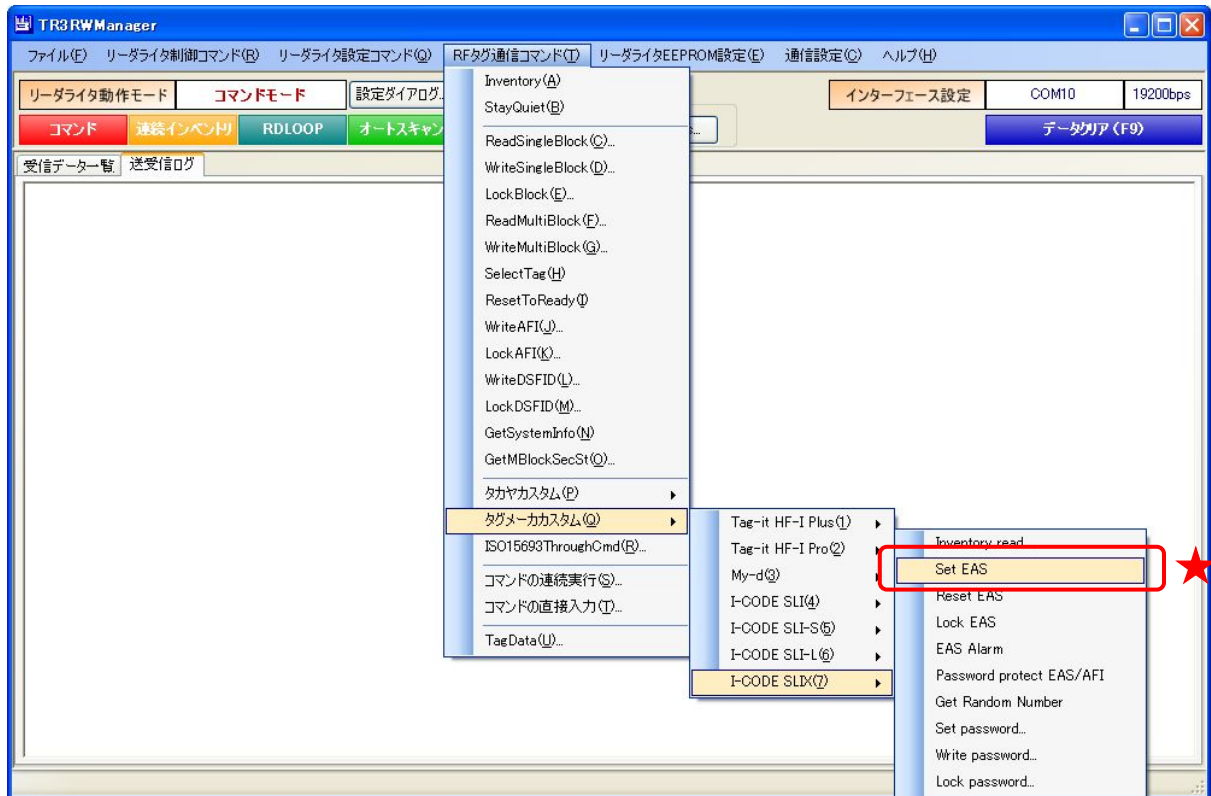 TR3RWManager
ファイル(F) リーダライタ制御コマンド(R) リーダライタ設定コマンド(Q) RFタグ通信コマンド(T) リーダライタEEPROM設定(E) 通信設定(C) ヘルプ(H)
リーダライタ動作モード コマンドモード 設定ダイアログ... インターフェース設定 COM10 19200bps
コマンド 連続インベントリ RDLOOP オートスキャン データクリア(F9)
受信データ一覧 送受信ログ
Inventory(A)
StayQuiet(B)
ReadSingleBlock(C)...
WriteSingleBlock(D)...
LockBlock(E)...
ReadMultiBlock(F)...
WriteMultiBlock(G)...
SelectTag(H)
ResetToReady(I)
WriteAFI(J)...
LockAFI(K)...
WriteDSFID(L)...
LockDSFID(M)...
GetSystemInfo(N)
GetMBlockSecSt(O)...
タカヤカスタム(P)
タグメーカカスタム(Q)
ISO15693ThroughCmd(R)...
コマンドの連続実行(S)...
コマンドの直接入力(T)...
TagData(U)...
Tag-it HF-I Plus(1)
Tag-it HF-I Pro(2)
My-d(3)
I-CODE SLI(4)
I-CODE SLI-S(5)
I-CODE SLI-L(6)
I-CODE SLIX(7)
Inventory read
Set EAS
Reset EAS
Lock EAS
EAS Alarm
Password protect EAS/AFI
Get Random Number
Set password...
Write password...
Lock password...